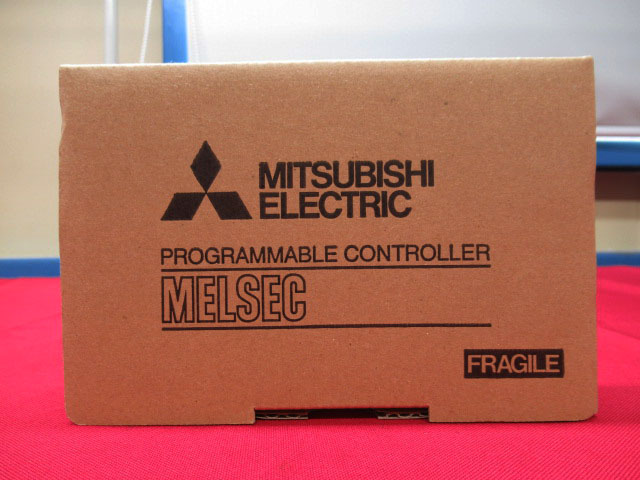 MITSUBISHI
ELECTRIC
PROGRAMMABLE CONTROLLER
MELSEC
FRAGILE